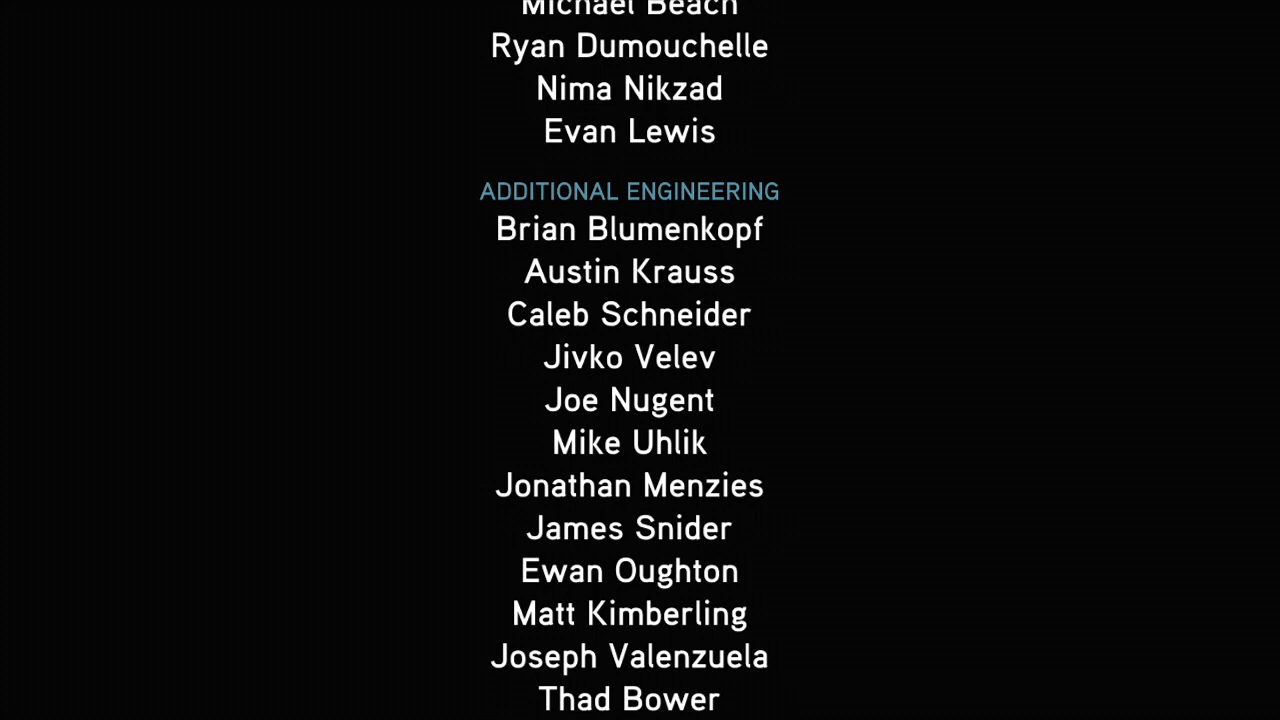 Michael Beach
Ryan Dumouchelle
Nima Nikzad
Evan Lewis
ADDITIONAL ENGINEERING
Brian Blumenkopf
Austin Krauss
Caleb Schneider
Jivko Velev
Joe Nugent
Mike Uhlik
Jonathan Menzies
James Snider
Ewan Oughton
Matt Kimberling
Joseph Valenzuela
Thad Bower